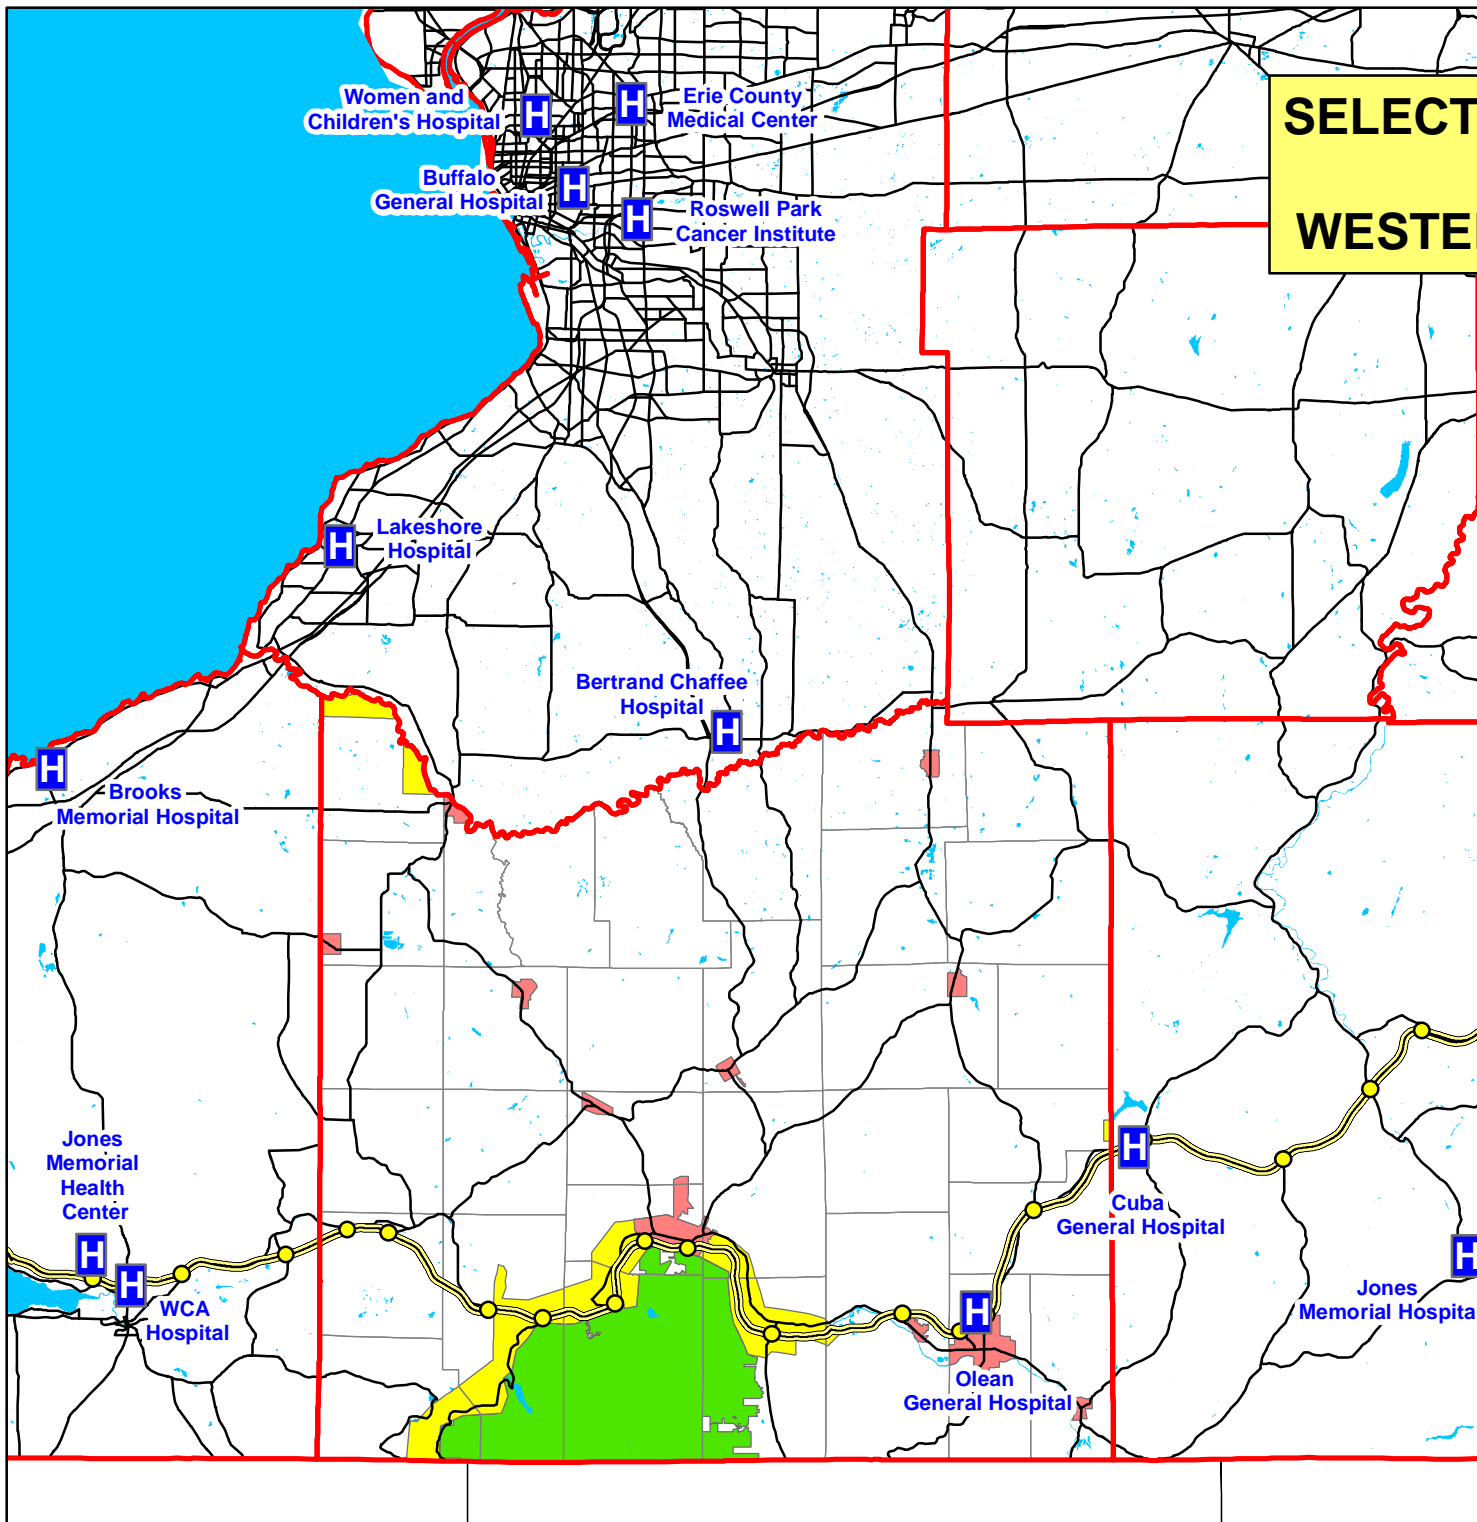 SELECT
WESTE
Women and
Children's Hospital
H
H
Erie County
Medical Center
Buffalo
General Hospital
H
H
Roswell Park
Cancer Institute
H
Lakeshore
Hospital
Bertrand Chaffee
Hospital
H
H
Brooks
Memorial Hospital
Jones
Memorial
Health
Center
H
H
WCA
Hospital
H
Cuba
General Hospital
H
Olean
General Hospital
H
Jones
Memorial Hospita